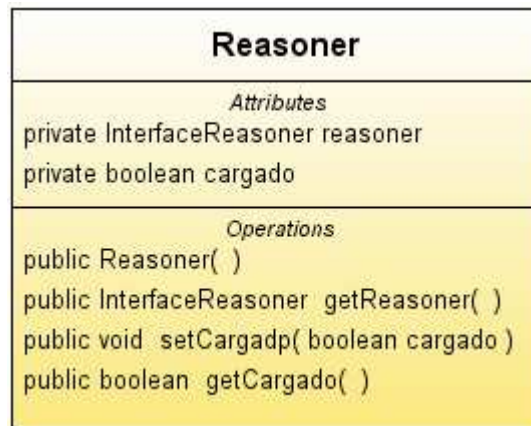 Reasoner
Attributes
private InterfaceReasoner reasoner
private boolean cargado
Operations
public Reasoner( )
public InterfaceReasoner getReasoner( )
public void setCargadp( boolean cargado )
public boolean getCargado( )